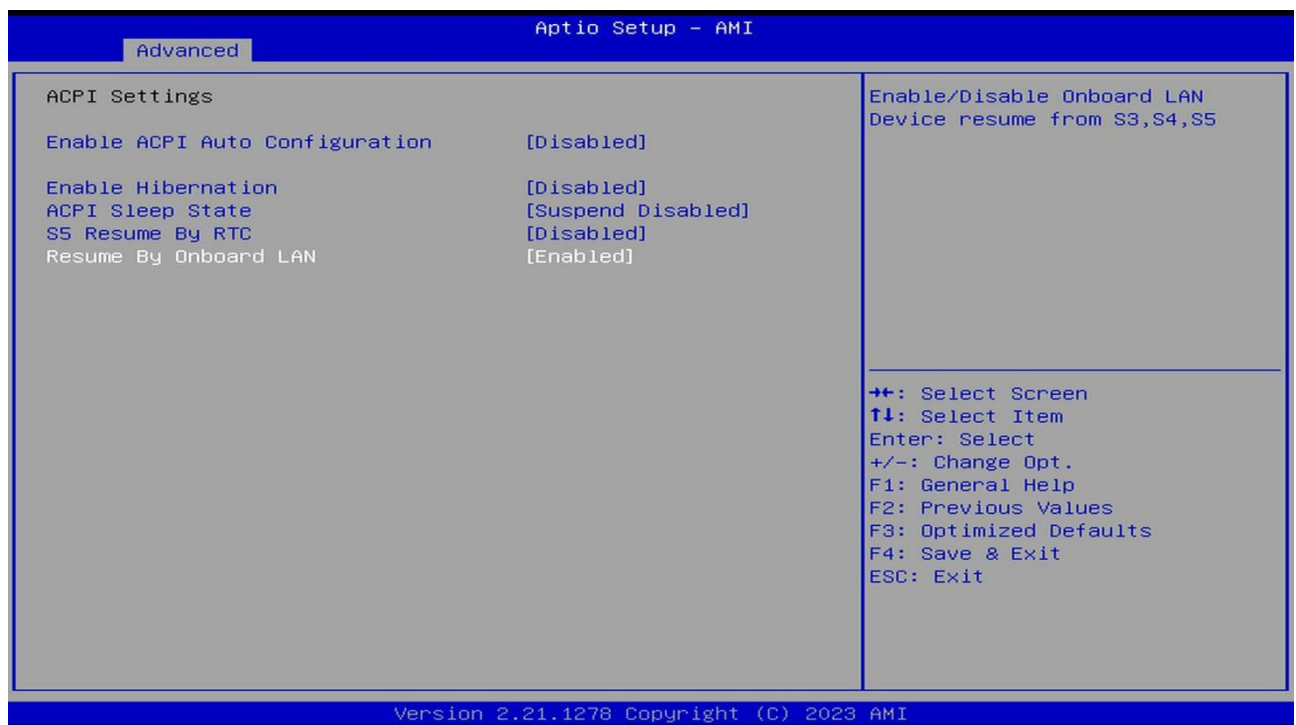 Aptio Setup - AMI
Advanced
ACPI Settings
Enable ACPI Auto Configuration [Disabled]
Enable Hibernation [Disabled]
ACPI Sleep State [Suspend Disabled]
S5 Resume By RTC [Disabled]
Resume By Onboard LAN [Enabled]
Enable/Disable Onboard LAN
Device resume from S3,S4,S5
→←: Select Screen
↑↓: Select Item
Enter: Select
+/-: Change Opt.
F1: General Help
F2: Previous Values
F3: Optimized Defaults
F4: Save & Exit
ESC: Exit
Version 2.21.1278 Copyright (C) 2023 AMI